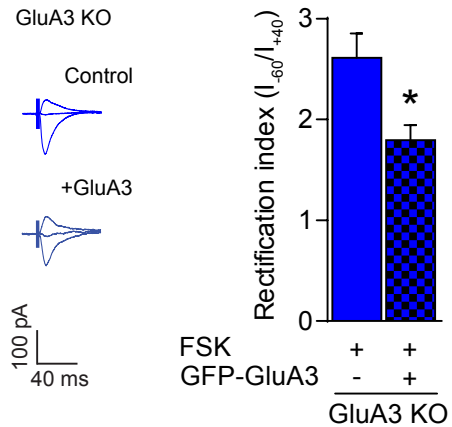 GluA3 KO
Control
+GluA3
100 pA
40 ms
Rectification index (I-60/I+40)
3
2
1
0
*
FSK + +
GFP-GluA3 - +
GluA3 KO